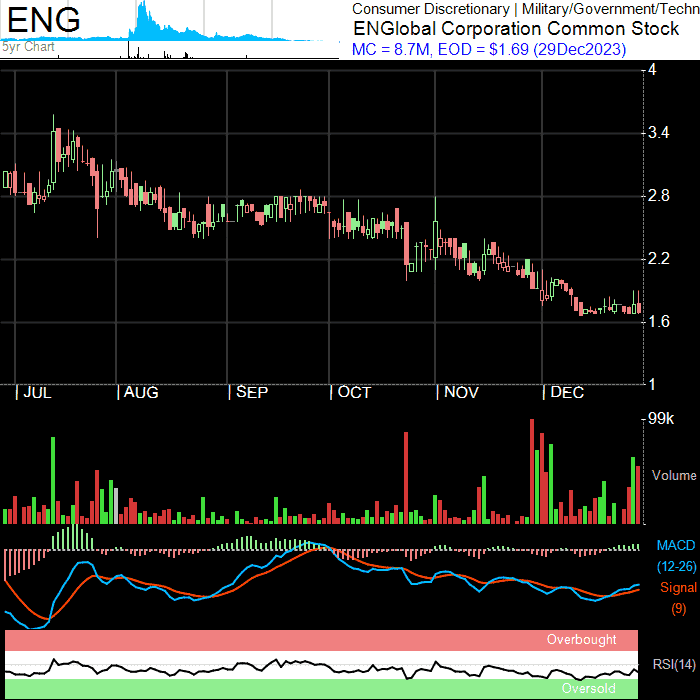 ENG
5yr Chart
Consumer Discretionary | Military/Government/Techn
ENGlobal Corporation Common Stock
MC = 8.7M, EOD = $1.69 (29Dec2023)
4
3.4
2.8
2.2
1.6
1
| JUL | AUG | SEP | OCT | NOV | DEC
99k
Volume
MACD
(12-26)
Signal
(9)
Overbought
RSI(14)
Oversold